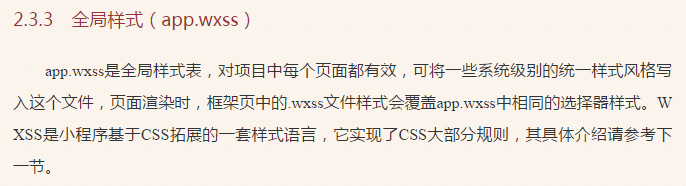 2.3.3 全局样式（app.wxss）
app.wxss是全局样式表，对项目中每个页面都有效，可将一些系统级别的统一样式风格写
入这个文件，页面渲染时，框架页中的.wxss文件样式会覆盖app.wxss中相同的选择器样式。W
XSS是小程序基于CSS拓展的一套样式语言，它实现了CSS大部分规则，其具体介绍请参考下
一节。